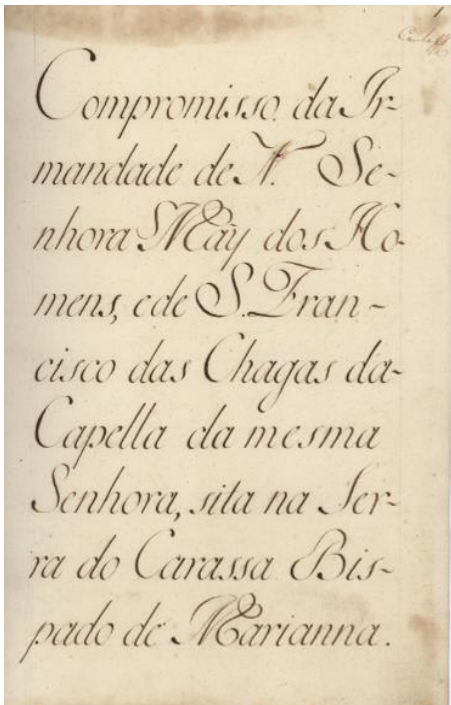 1
Compromisso da Ir-
mandade de N. Se-
nhora Mãy dos Ho-
mens, e de S. Fran-
cisco das Chagas da
Capella da mesma
Senhora, sita na Ser-
ra do Carassa Bis-
pado de Marianna.